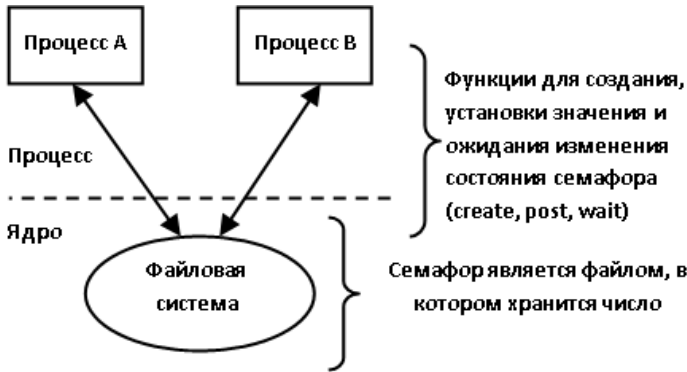 Процесс А
Процесс В
Функции для создания,
установки значения и
ожидания изменения
состояния семафора
(create, post, wait)
Процесс
Ядро
Файловая
система
Семафор является файлом, в
котором хранится число